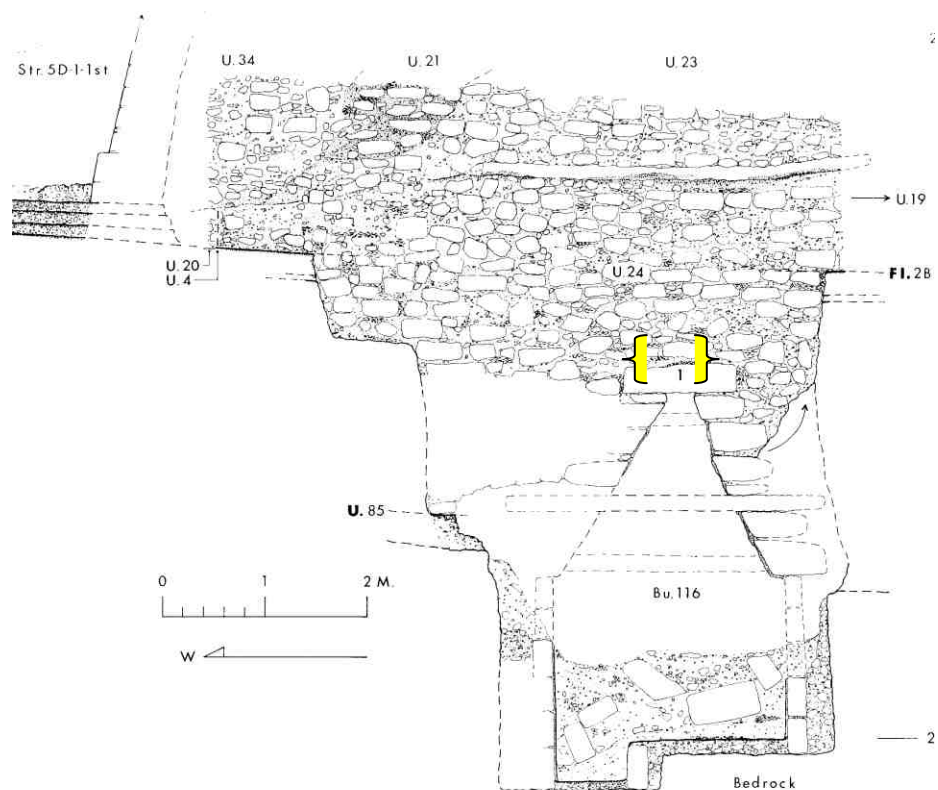 2
U. 34
U. 21
U. 23
Str. 5D-1-1st
U.19
U. 20
U. 4
U. 24
Fl. 2B
1
U. 85
0 1 2 M.
Bu. 116
W
2
Bedrock